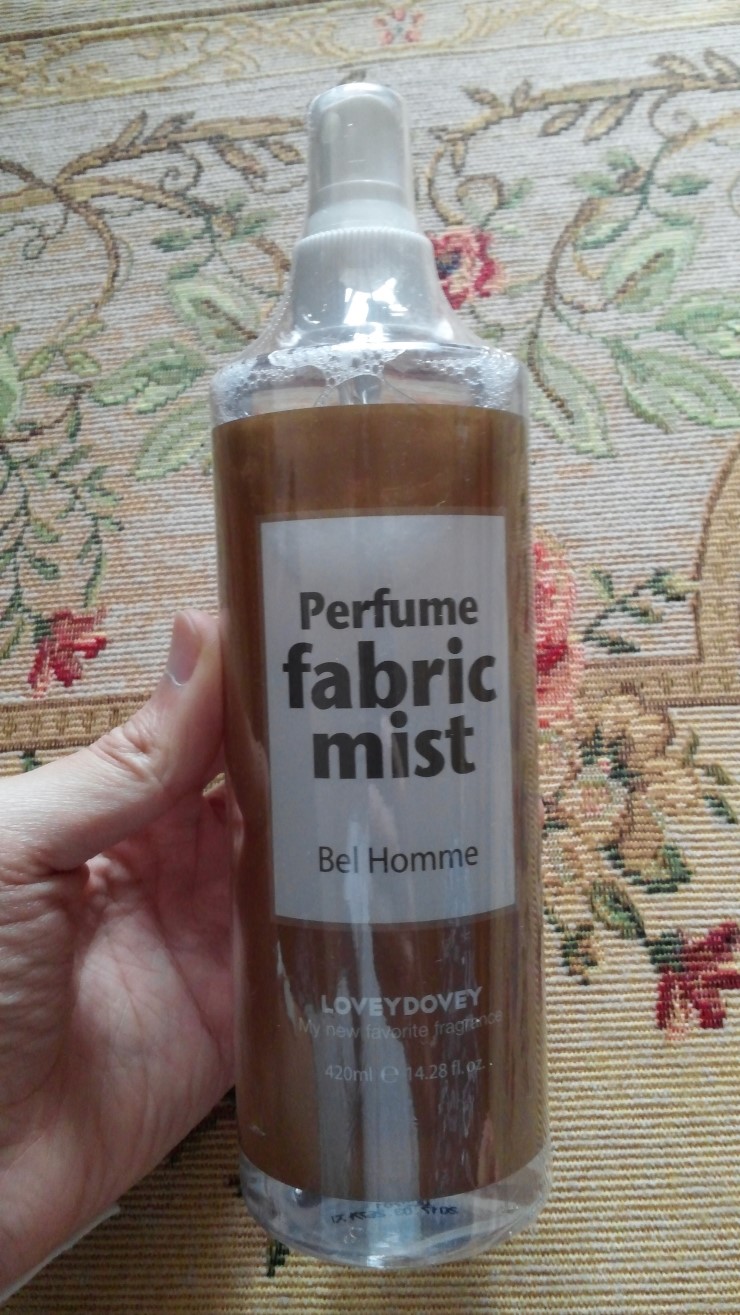 Perfume
fabric
mist
Bel Homme
LOVEYDOVEY
My new favorite fragrance
420ml ℮ 14.28 fl. oz.